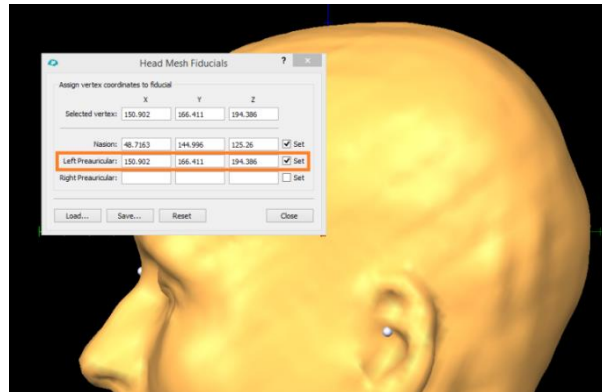 Head Mesh Fiducials ? ×
Assign vertex coordinates to fiducial
X Y Z
Selected vertex: 150.902 166.411 194.386
Nasion: 48.7163 144.996 125.26 Set
Left Preauricular: 150.902 166.411 194.386 Set
Right Preauricular: Set
Load... Save... Reset Close